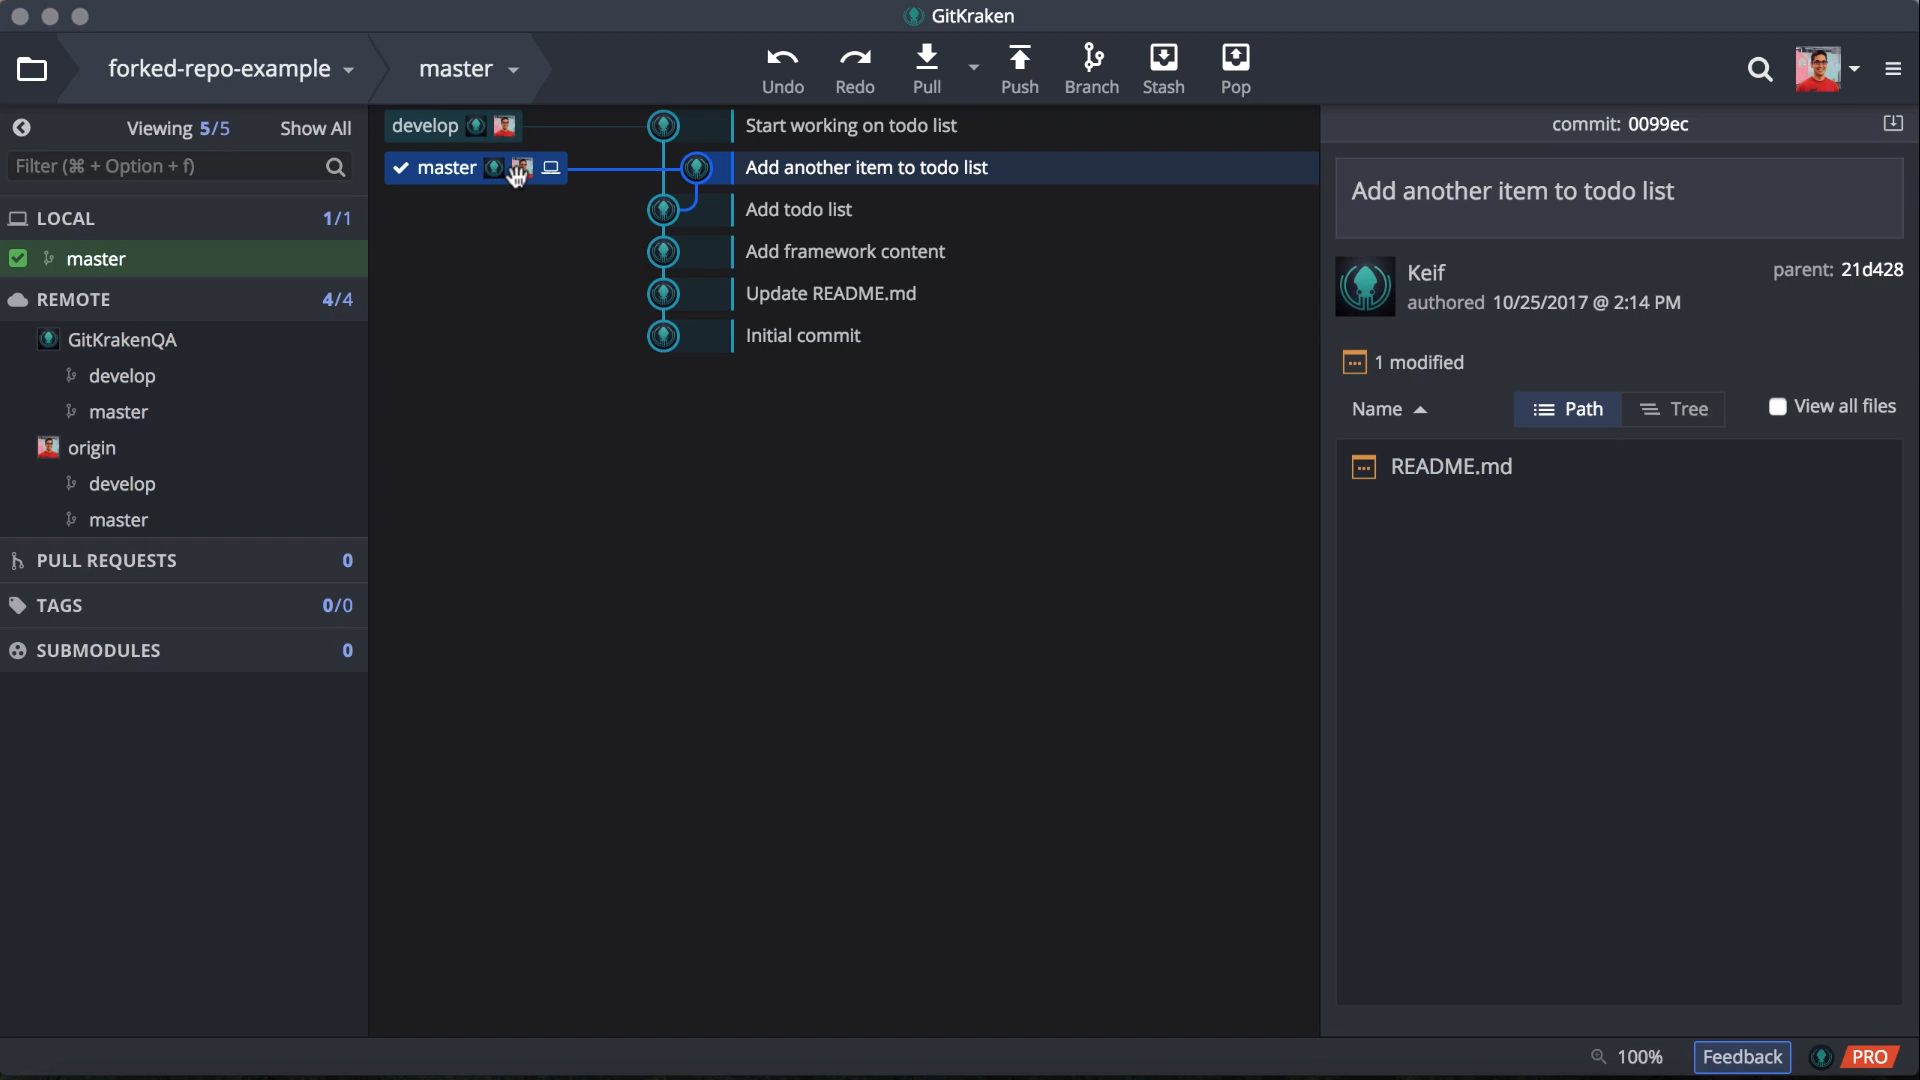 GitKraken
forked-repo-example
master
Undo
Redo
Pull
Push
Branch
Stash
Pop
Viewing 5/5
Show All
Filter (⌘ + Option + f)
LOCAL 1/1
master
REMOTE 4/4
GitKrakenQA
develop
master
origin
develop
master
PULL REQUESTS 0
TAGS 0/0
SUBMODULES 0
develop
Start working on todo list
master
Add another item to todo list
Add todo list
Add framework content
Update README.md
Initial commit
commit: 0099ec
Add another item to todo list
Keif
parent: 21d428
authored 10/25/2017 @ 2:14 PM
1 modified
Name
Path
Tree
View all files
README.md
100%
Feedback
PRO